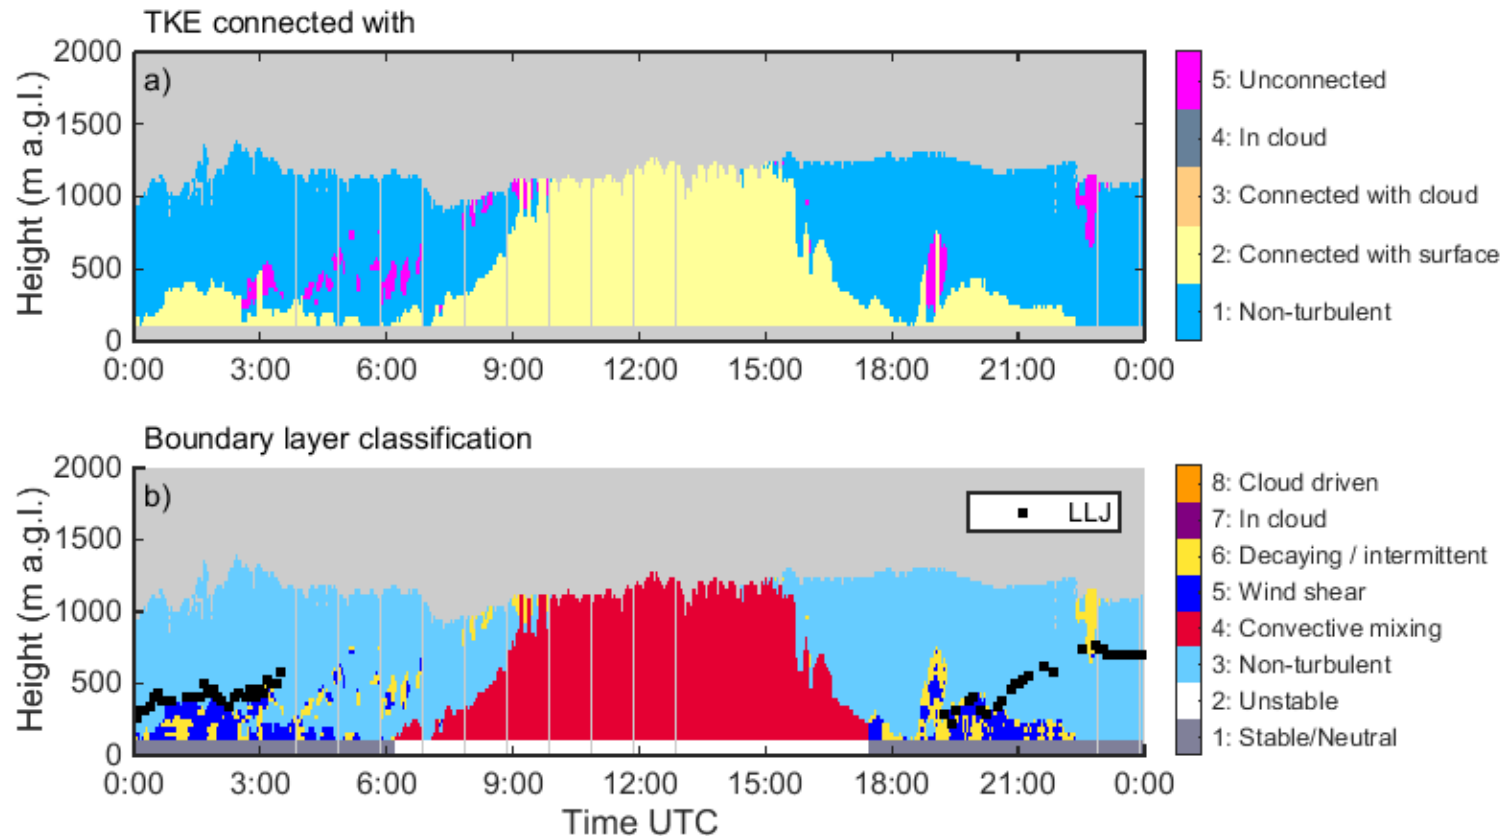 TKE connected with
a)
Height (m a.g.l.)
2000
1500
1000
500
0
0:00 3:00 6:00 9:00 12:00 15:00 18:00 21:00 0:00
5: Unconnected
4: In cloud
3: Connected with cloud
2: Connected with surface
1: Non-turbulent
Boundary layer classification
b)
Height (m a.g.l.)
2000
1500
1000
500
0
LLJ
0:00 3:00 6:00 9:00 12:00 15:00 18:00 21:00 0:00
Time UTC
8: Cloud driven
7: In cloud
6: Decaying / intermittent
5: Wind shear
4: Convective mixing
3: Non-turbulent
2: Unstable
1: Stable/Neutral